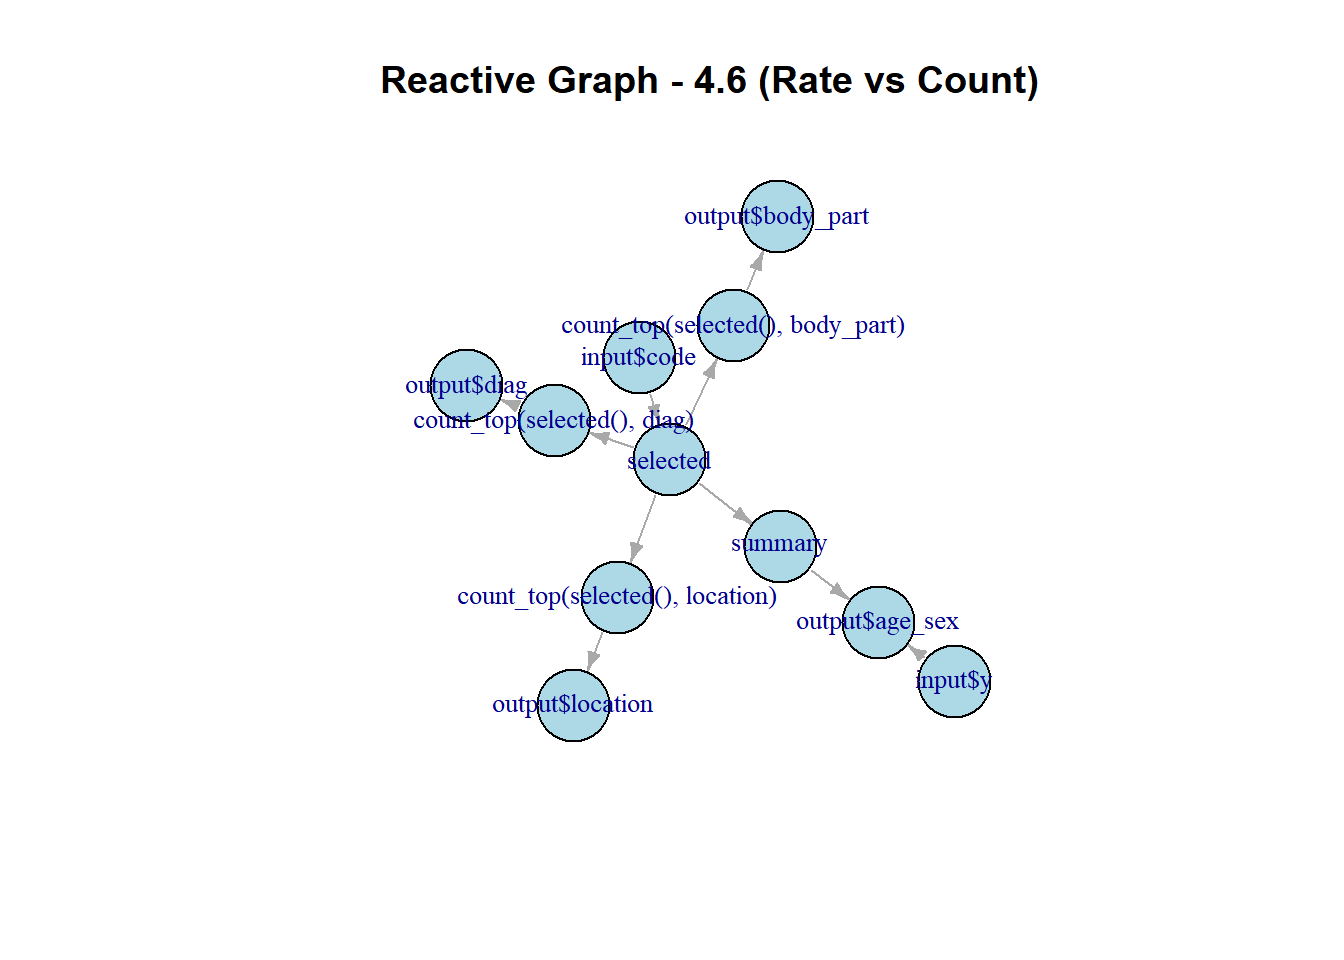 Reactive Graph - 4.6 (Rate vs Count)
output$body_part
count_top(selected(), body_part)
input$code
output$diag
count_top(selected(), diag)
selected
summary
count_top(selected(), location)
output$age_sex
input$y
output$location